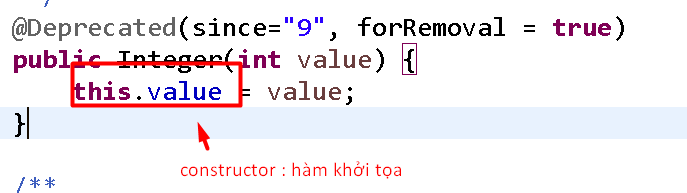 @Deprecated(since="9", forRemoval = true)
public Integer(int value) {
this.value = value;
}
constructor : hàm khởi tọa
/**